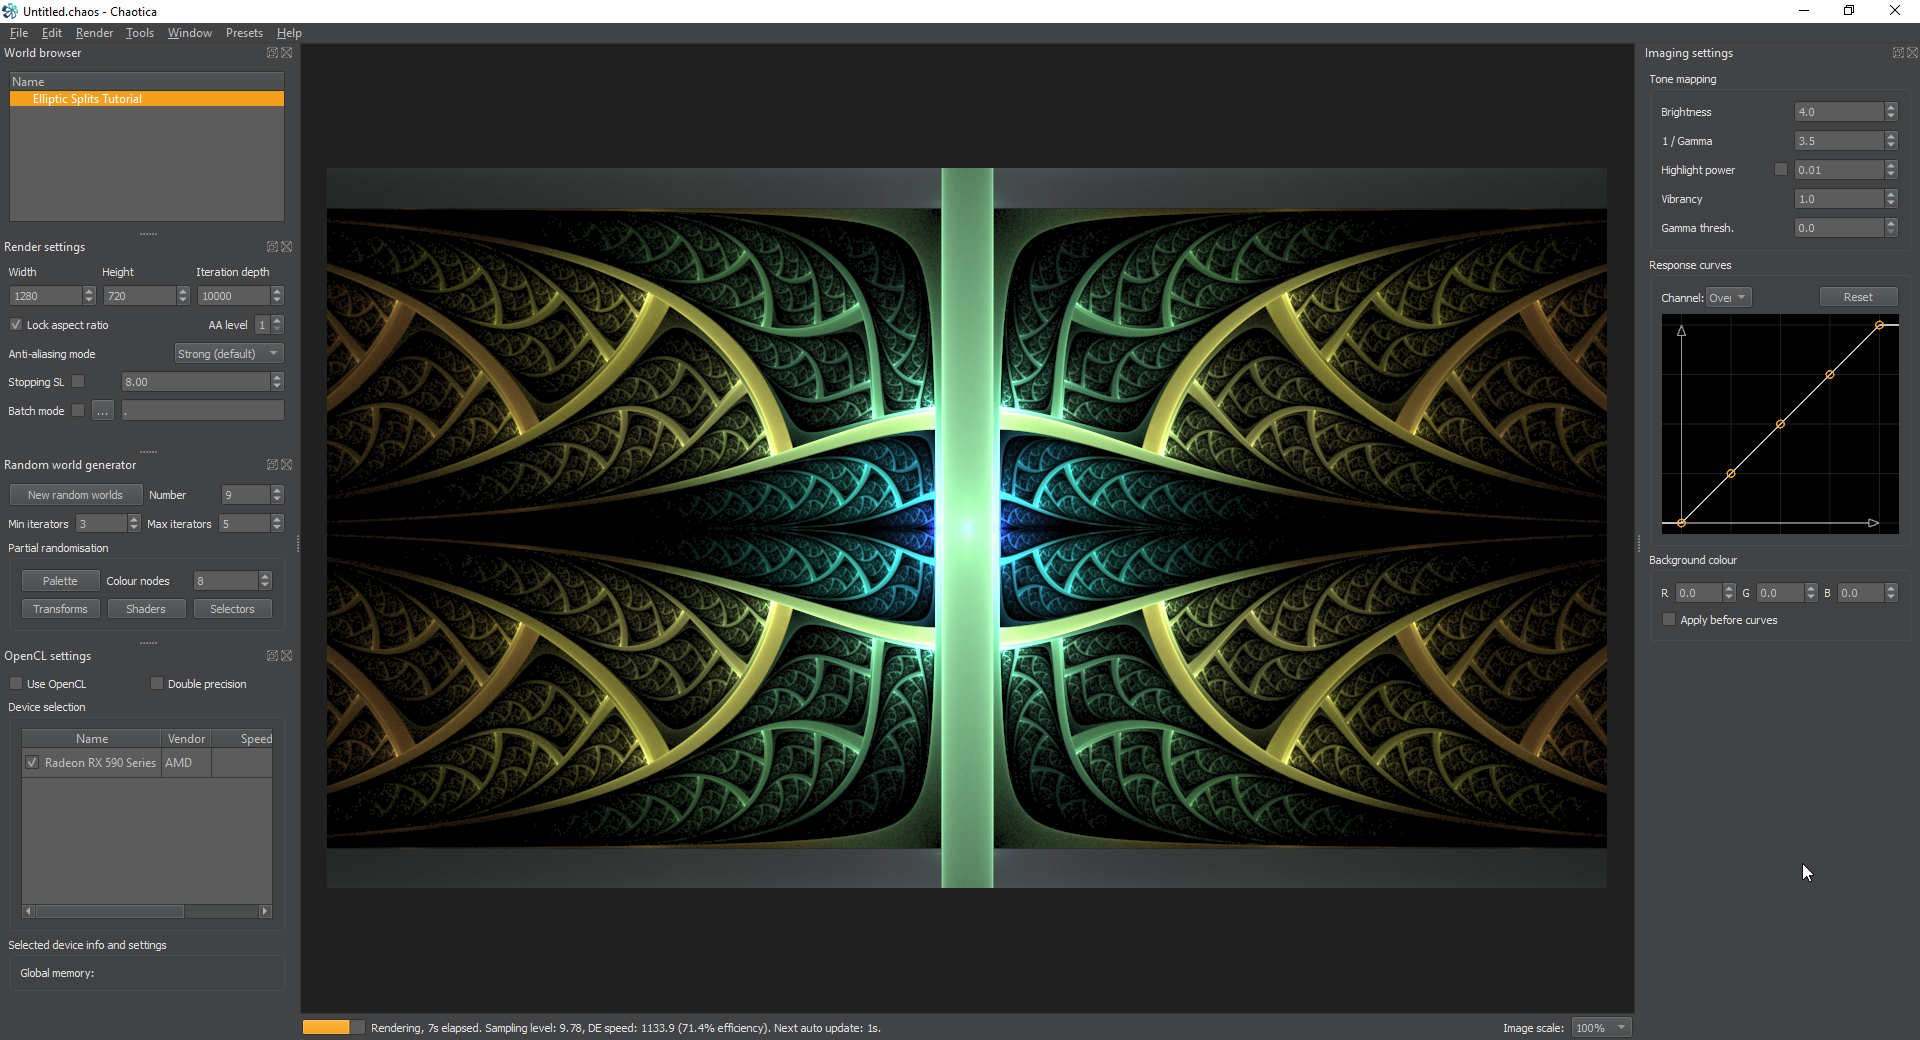 Untitled.chaos - Chaotica
File Edit Render Tools Window Presets Help
World browser
Name
Elliptic Splits Tutorial
Render settings
Width Height Iteration depth
1280 720 10000
Lock aspect ratio AA level 1
Anti-aliasing mode Strong (default)
Stopping SL 8.00
Batch mode ... .
Random world generator
New random worlds Number 9
Min iterators 3 Max iterators 5
Partial randomisation
Palette Colour nodes 8
Transforms Shaders Selectors
OpenCL settings
Use OpenCL Double precision
Device selection
Name Vendor Speed
Radeon RX 590 Series AMD
Selected device info and settings
Global memory:
Rendering, 7s elapsed. Sampling level: 9.78, DE speed: 1133.9 (71.4% efficiency). Next auto update: 1s.
Image scale: 100%
Imaging settings
Tone mapping
Brightness 4.0
1 / Gamma 3.5
Highlight power 0.01
Vibrancy 1.0
Gamma thresh. 0.0
Response curves
Channel: Over Reset
Background colour
R 0.0 G 0.0 B 0.0
Apply before curves